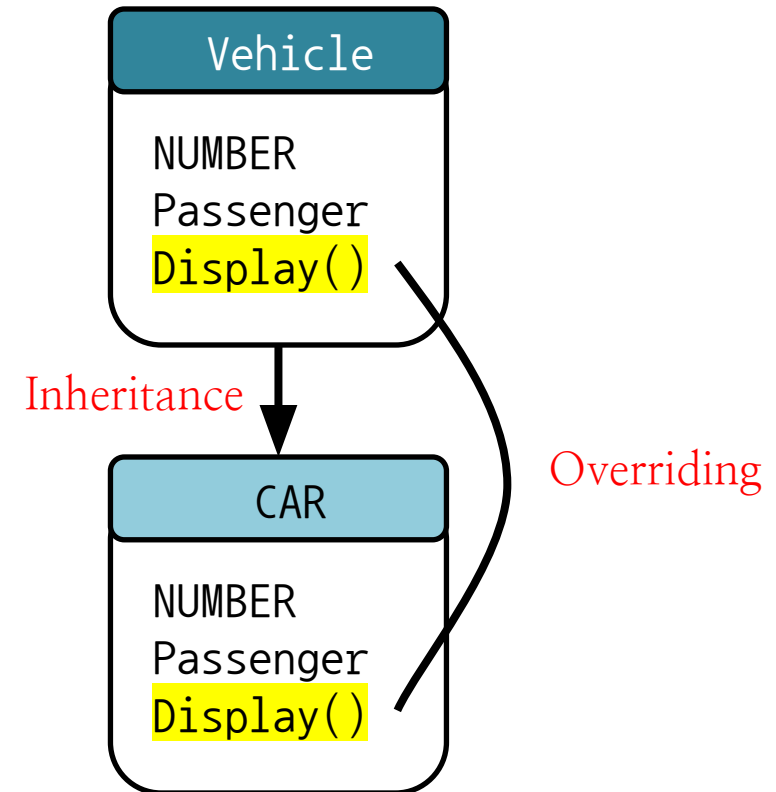 Vehicle
NUMBER
Passenger
Display()
Inheritance
Overriding
CAR
NUMBER
Passenger
Display()